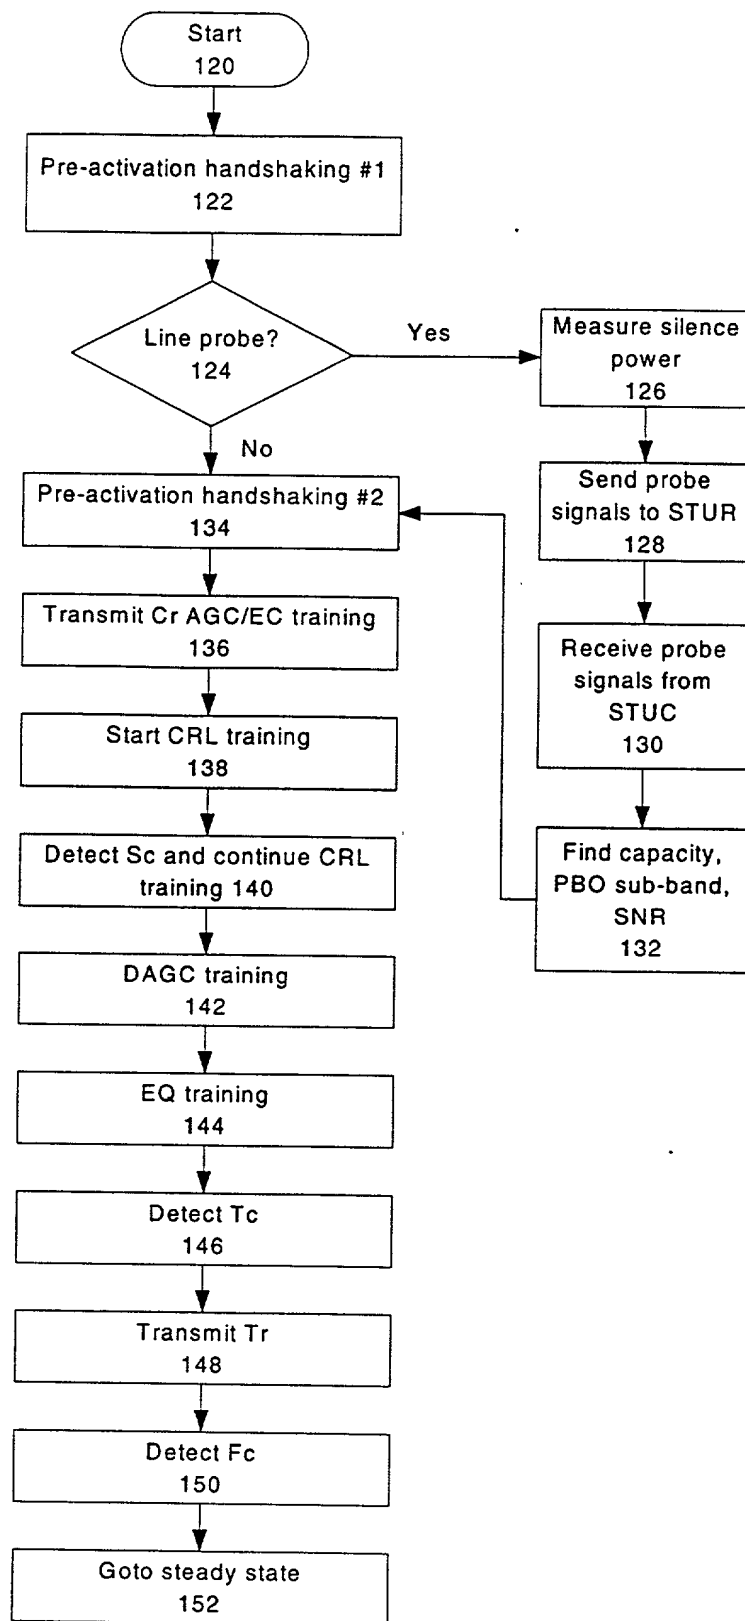 Start
120
Pre-activation handshaking #1
122
Line probe?
124
Yes
No
Measure silence
power
126
Send probe
signals to STUR
128
Receive probe
signals from
STUC
130
Find capacity,
PBO sub-band,
SNR
132
Pre-activation handshaking #2
134
Transmit Cr AGC/EC training
136
Start CRL training
138
Detect Sc and continue CRL
training 140
DAGC training
142
EQ training
144
Detect Tc
146
Transmit Tr
148
Detect Fc
150
Goto steady state
152